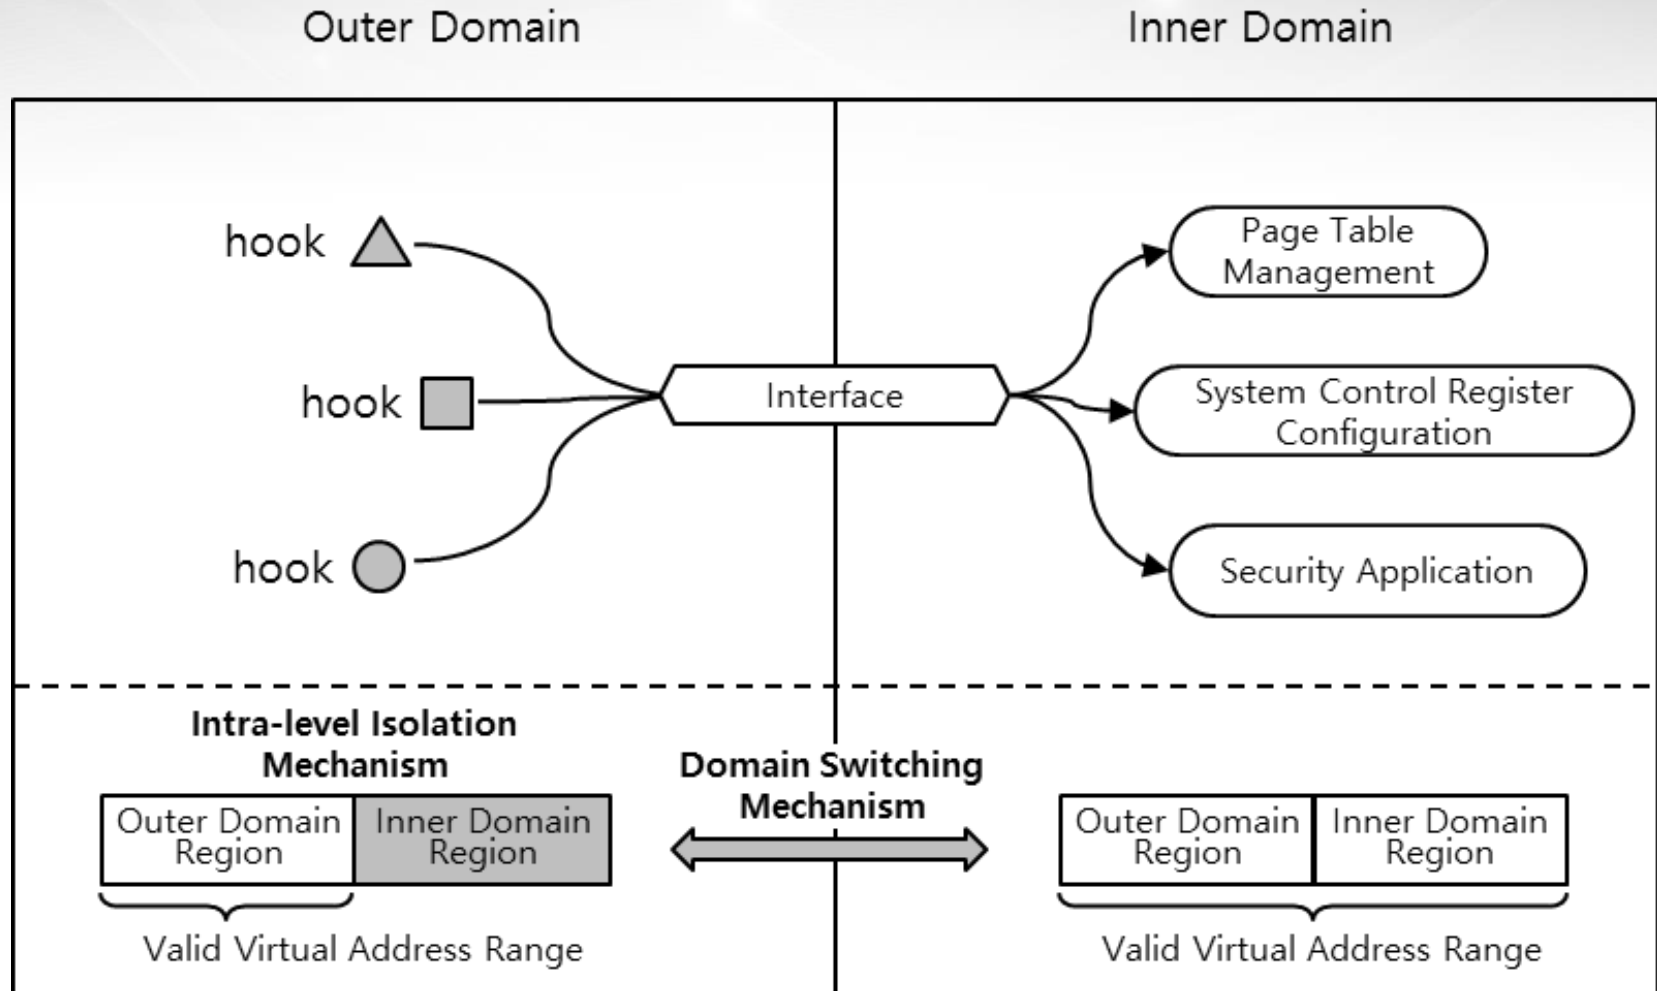 Outer Domain
Inner Domain
hook
hook
hook
Interface
Page Table
Management
System Control Register
Configuration
Security Application
Intra-level Isolation
Mechanism
Outer Domain
Region
Inner Domain
Region
Valid Virtual Address Range
Domain Switching
Mechanism
Outer Domain
Region
Inner Domain
Region
Valid Virtual Address Range